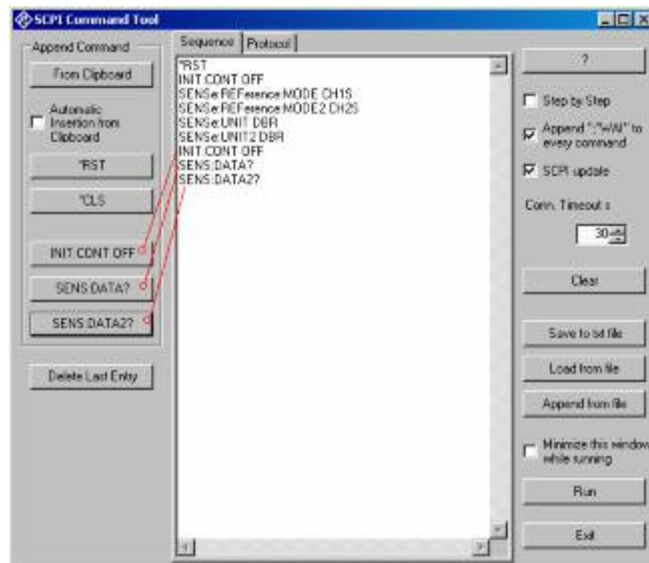 SCPI Command Tool
Append Command
From Clipboard
Automatic
Insertion from
Clipboard
*RST
*CLS
INIT:CONT OFF
SENS:DATA?
SENS:DATA2?
Delete Last Entry
Sequence
Protocol
*RST
INIT:CONT OFF
SENSe:REFerence:MODE CH1S
SENSe:REFerence:MODE2 CH2S
SENSe:UNIT DBR
SENSe:UNIT2 DBR
INIT:CONT OFF
SENS:DATA?
SENS:DATA2?
?
Step by Step
Append ";*WAI" to
every command
SCPI update
Conn. Timeout s
30
Clear
Save to txt file
Load from file
Append from file
Minimize this window
while running
Run
Exit